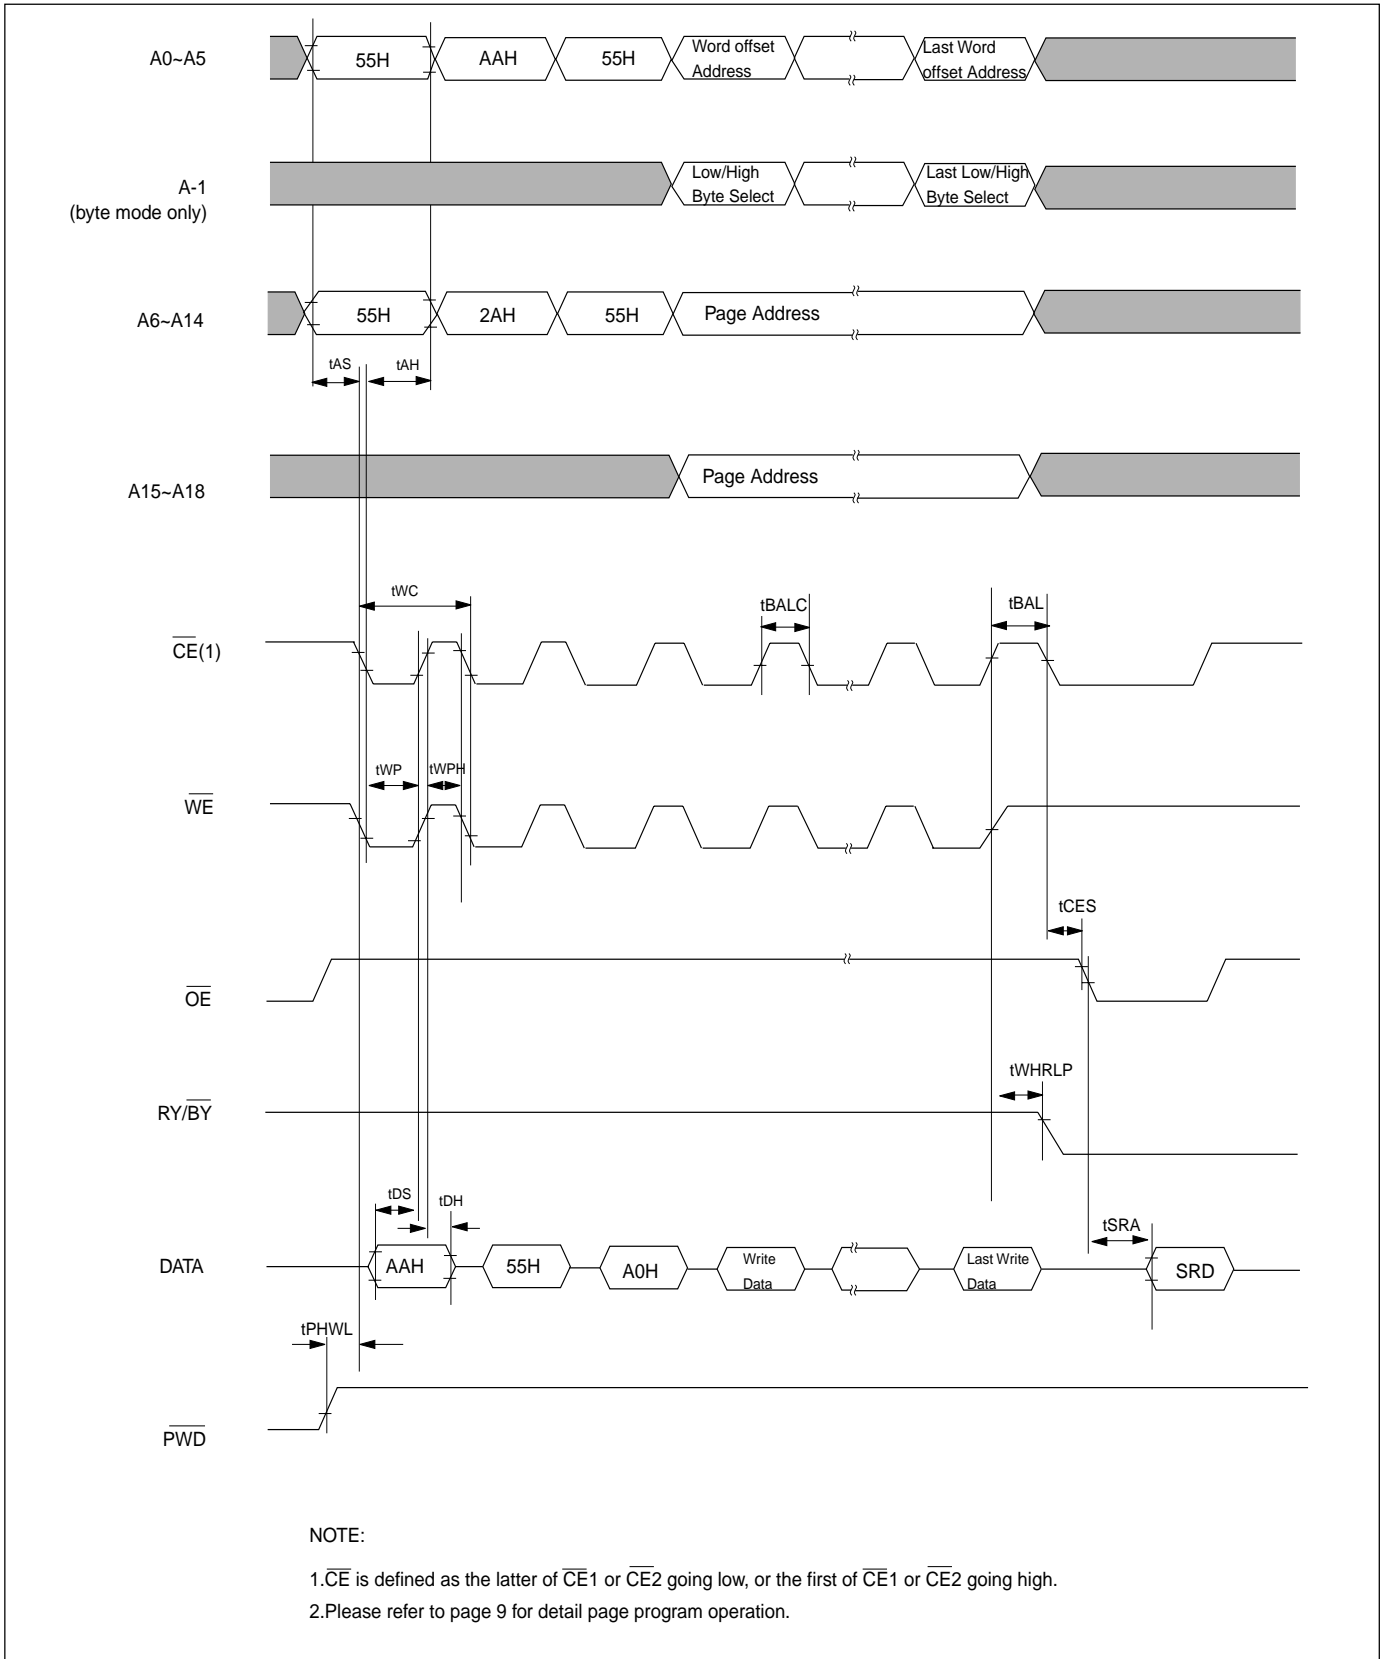 A0~A5
55H
AAH
55H
Word offset
Address
Last Word
offset Address
A-1
(byte mode only)
Low/High
Byte Select
Last Low/High
Byte Select
A6~A14
55H
2AH
55H
Page Address
tAS
tAH
A15~A18
Page Address
tWC
tBALC
tBAL
CE(1)
tWP
tWPH
WE
tCES
OE
tWHRLP
RY/BY
tDS
tDH
tSRA
DATA
AAH
55H
A0H
Write
Data
Last Write
Data
SRD
tPHWL
PWD
NOTE:
1.CE is defined as the latter of CE1 or CE2 going low, or the first of CE1 or CE2 going high.
2.Please refer to page 9 for detail page program operation.